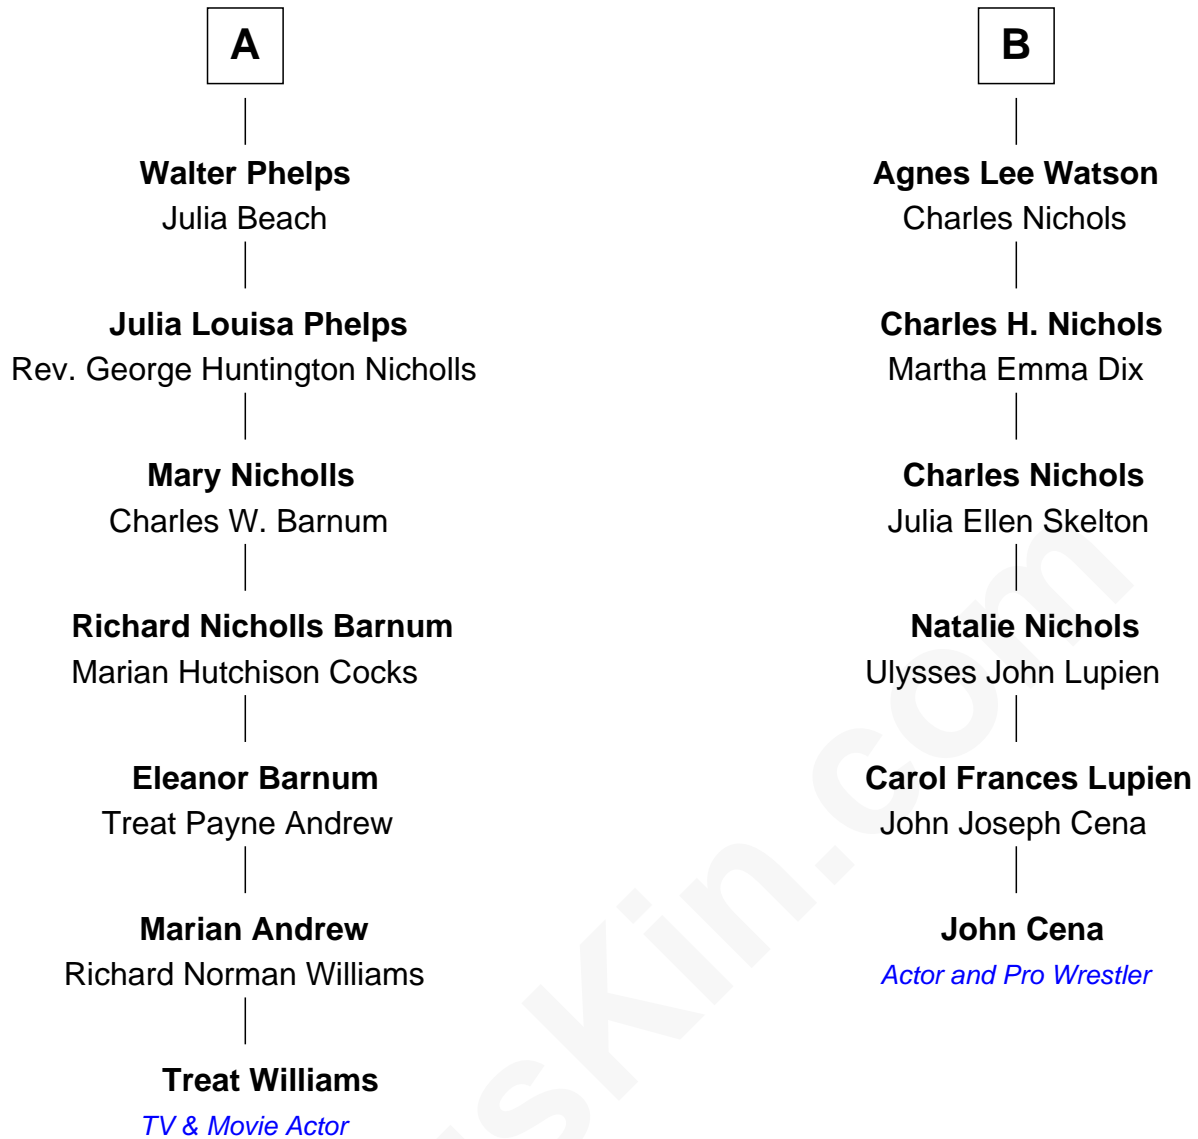 A
Walter Phelps
Julia Beach
Julia Louisa Phelps
Rev. George Huntington Nicholls
Mary Nicholls
Charles W. Barnum
Richard Nicholls Barnum
Marian Hutchison Cocks
Eleanor Barnum
Treat Payne Andrew
Marian Andrew
Richard Norman Williams
Treat Williams
TV & Movie Actor
B
Agnes Lee Watson
Charles Nichols
Charles H. Nichols
Martha Emma Dix
Charles Nichols
Julia Ellen Skelton
Natalie Nichols
Ulysses John Lupien
Carol Frances Lupien
John Joseph Cena
John Cena
Actor and Pro Wrestler
sKin.com